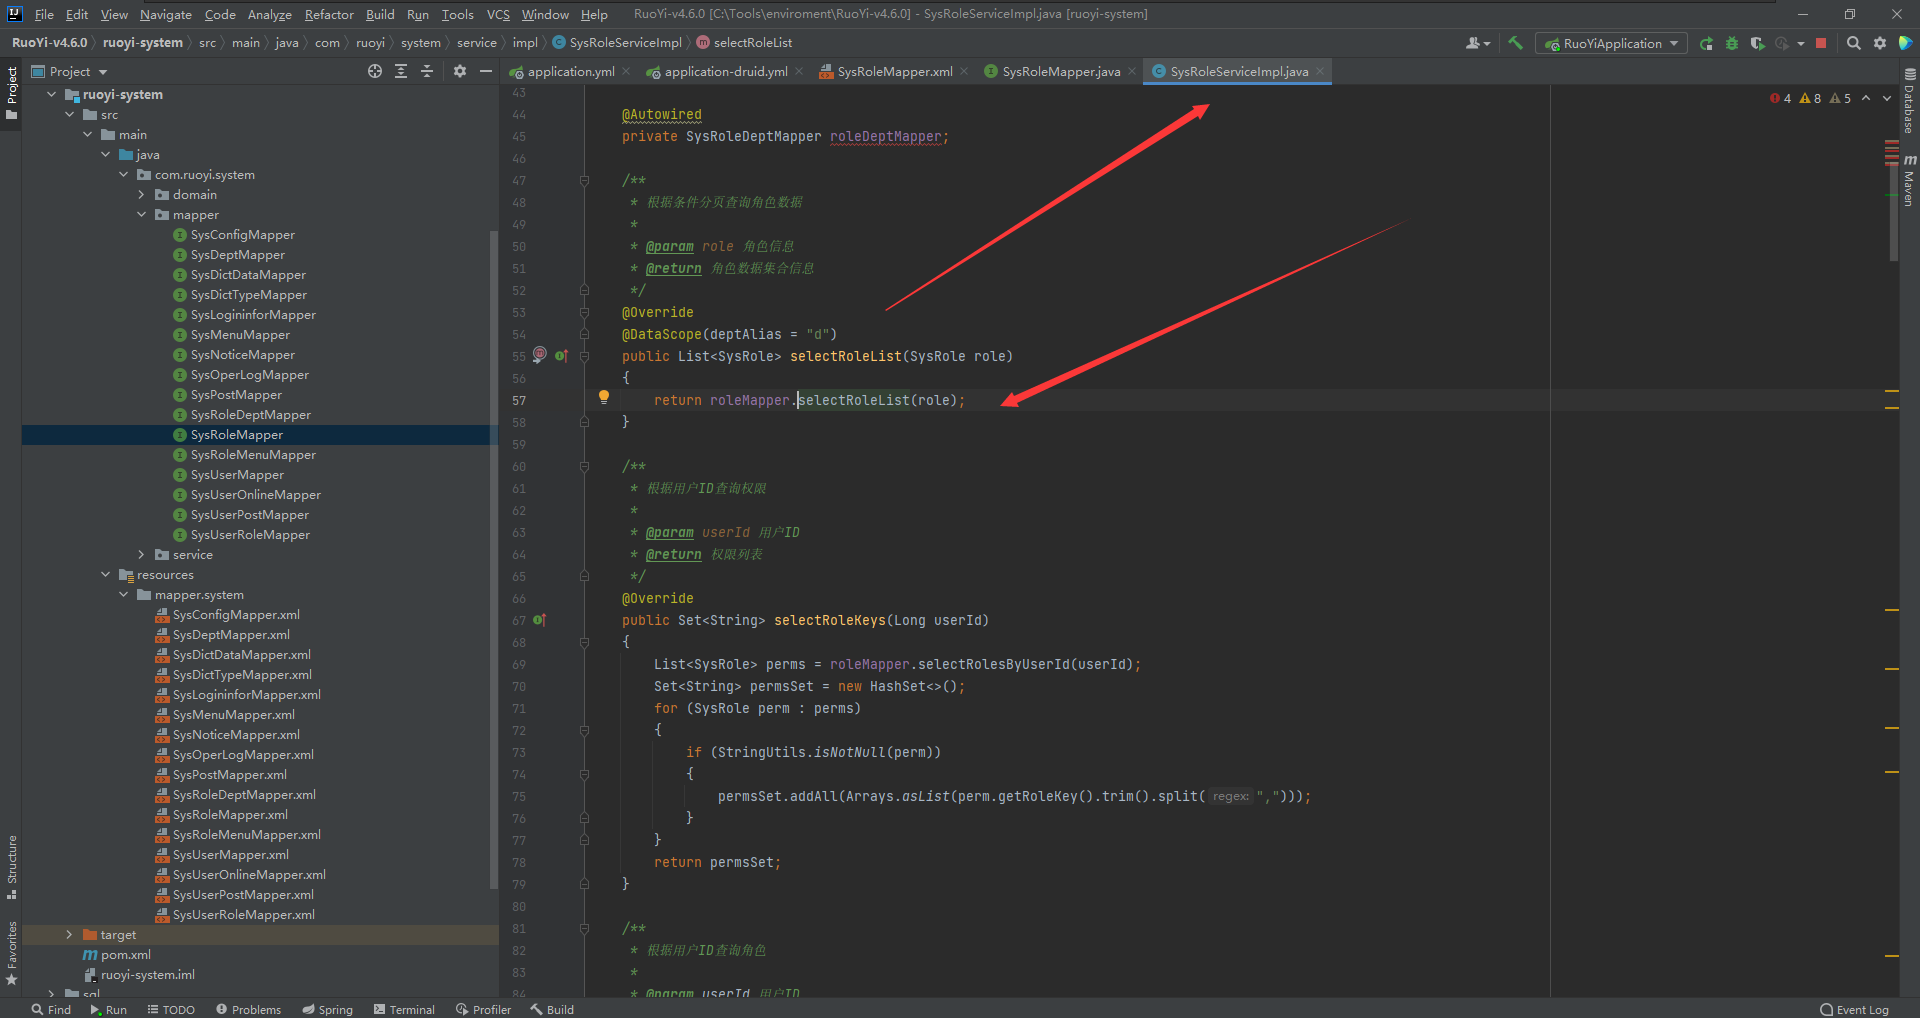 File Edit View Navigate Code Analyze Refactor Build Run Tools VCS Window Help RuoYi-v4.6.0 [C:\Tools\enviroment\RuoYi-v4.6.0] - SysRoleServiceImpl.java [ruoyi-system]
RuoYi-v4.6.0 ruoyi-system src main java com ruoyi system service impl SysRoleServiceImpl selectRoleList RuoYiApplication
Project application.yml application-druid.yml SysRoleMapper.xml SysRoleMapper.java SysRoleServiceImpl.java
Project
Structure
Favorites
ruoyi-system
src
main
java
com.ruoyi.system
domain
mapper
SysConfigMapper
SysDeptMapper
SysDictDataMapper
SysDictTypeMapper
SysLogininforMapper
SysMenuMapper
SysNoticeMapper
SysOperLogMapper
SysPostMapper
SysRoleDeptMapper
SysRoleMapper
SysRoleMenuMapper
SysUserMapper
SysUserOnlineMapper
SysUserPostMapper
SysUserRoleMapper
service
resources
mapper.system
SysConfigMapper.xml
SysDeptMapper.xml
SysDictDataMapper.xml
SysDictTypeMapper.xml
SysLogininforMapper.xml
SysMenuMapper.xml
SysNoticeMapper.xml
SysOperLogMapper.xml
SysPostMapper.xml
SysRoleDeptMapper.xml
SysRoleMapper.xml
SysRoleMenuMapper.xml
SysUserMapper.xml
SysUserOnlineMapper.xml
SysUserPostMapper.xml
SysUserRoleMapper.xml
target
pom.xml
ruoyi-system.iml
sql
4 8 5
43
44 @Autowired
45 private SysRoleDeptMapper roleDeptMapper;
46
47 /**
48 * 根据条件分页查询角色数据
49 *
50 * @param role 角色信息
51 * @return 角色数据集合信息
52 */
53 @Override
54 @DataScope(deptAlias = "d")
55 public List<SysRole> selectRoleList(SysRole role)
56 {
57 return roleMapper.selectRoleList(role);
58 }
59
60 /**
61 * 根据用户ID查询权限
62 *
63 * @param userId 用户ID
64 * @return 权限列表
65 */
66 @Override
67 public Set<String> selectRoleKeys(Long userId)
68 {
69 List<SysRole> perms = roleMapper.selectRolesByUserId(userId);
70 Set<String> permsSet = new HashSet<>();
71 for (SysRole perm : perms)
72 {
73 if (StringUtils.isNotNull(perm))
74 {
75 permsSet.addAll(Arrays.asList(perm.getRoleKey().trim().split( regex: ",")));
76 }
77 }
78 return permsSet;
79 }
80
81 /**
82 * 根据用户ID查询角色
83 *
84 * @param userId 用户ID
Database
Maven
Find Run TODO Problems Spring Terminal Profiler Build Event Log